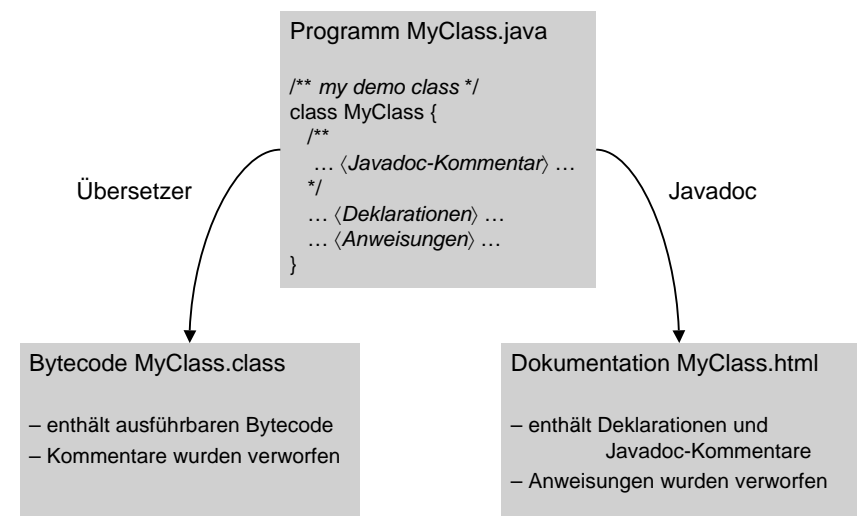 Programm MyClass.java
/** my demo class */
class MyClass {
/**
… ⟨Javadoc-Kommentar⟩ …
*/
… ⟨Deklarationen⟩ …
… ⟨Anweisungen⟩ …
}
Übersetzer
Javadoc
Bytecode MyClass.class
– enthält ausführbaren Bytecode
– Kommentare wurden verworfen
Dokumentation MyClass.html
– enthält Deklarationen und
Javadoc-Kommentare
– Anweisungen wurden verworfen